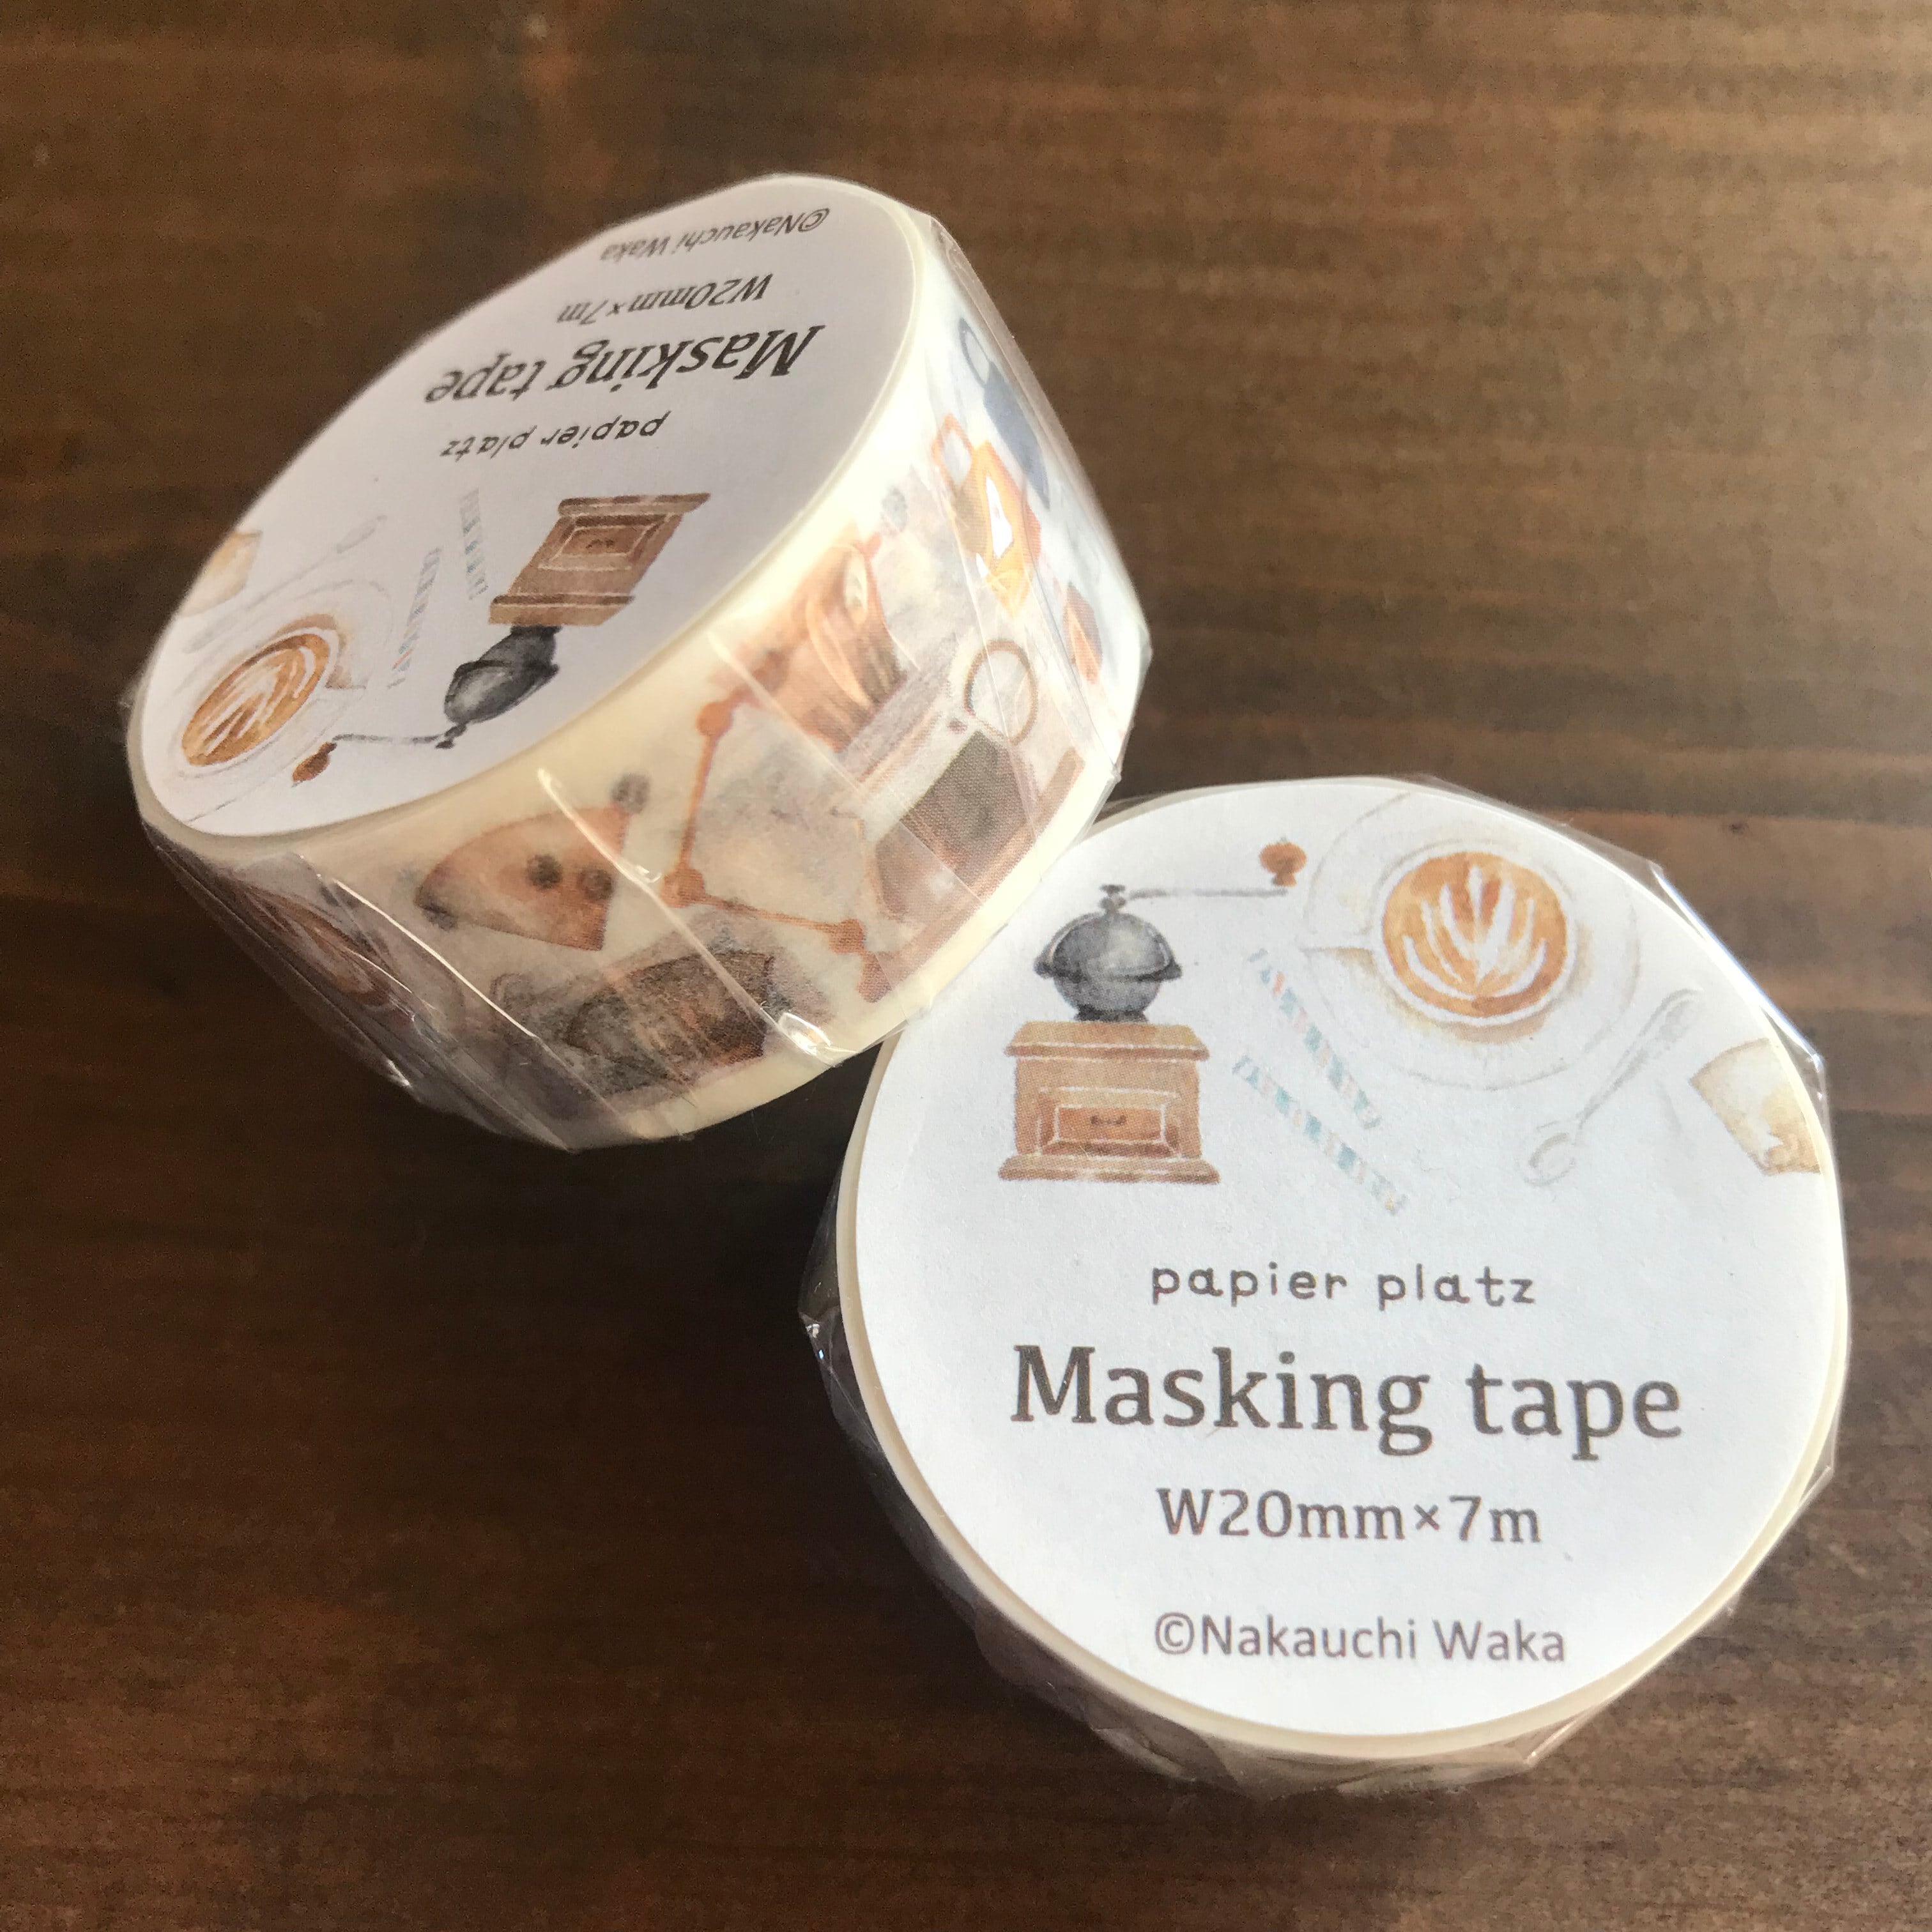 ©Nakauchi Waka
W20mm×7m
Masking tape
papier platz
papier platz
Masking tape
W20mm×7m
©Nakauchi Waka